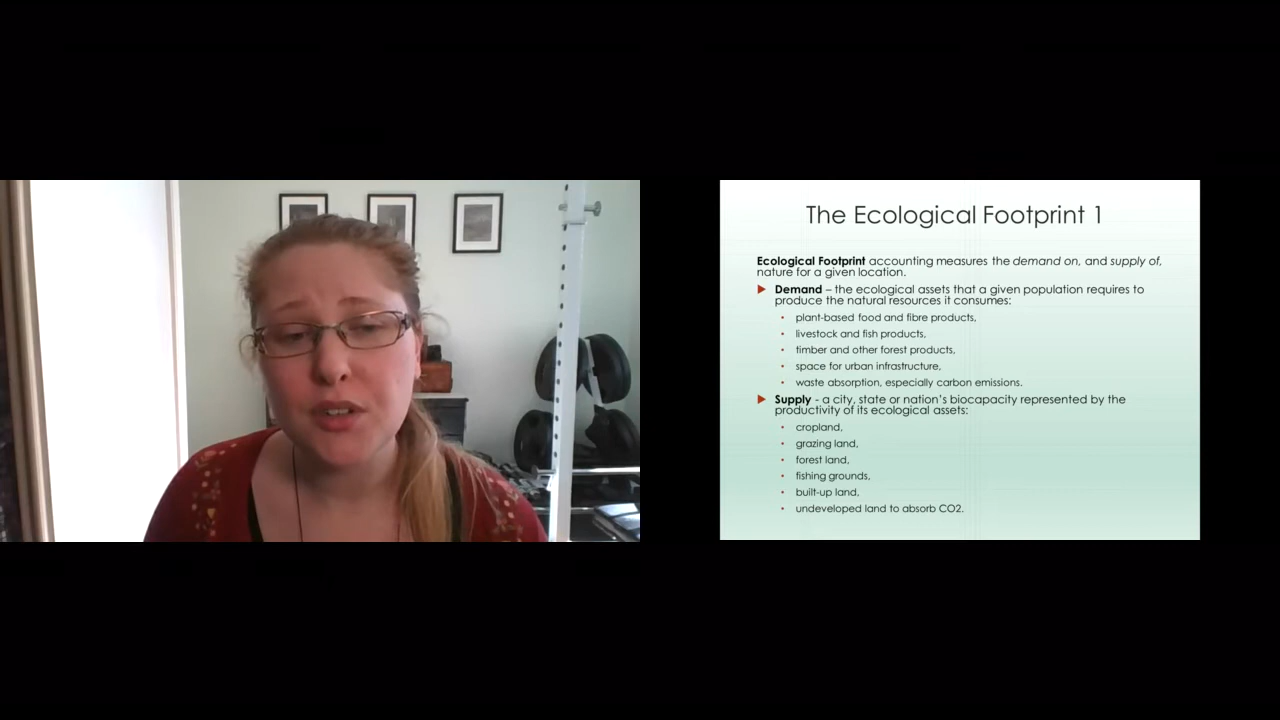 The Ecological Footprint 1
Ecological Footprint accounting measures the demand on, and supply of,
nature for a given location.
Demand – the ecological assets that a given population requires to
produce the natural resources it consumes:
plant-based food and fibre products,
livestock and fish products,
timber and other forest products,
space for urban infrastructure,
waste absorption, especially carbon emissions.
Supply - a city, state or nation's biocapacity represented by the
productivity of its ecological assets:
cropland,
grazing land,
forest land,
fishing grounds,
built-up land,
undeveloped land to absorb CO2.